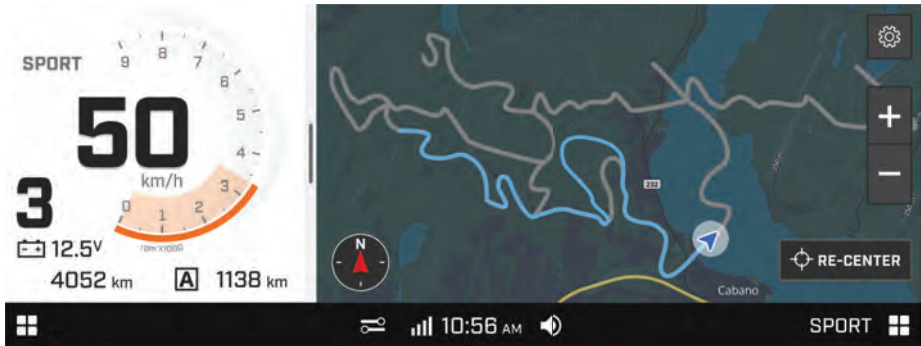 SPORT
50
km/h
3
9
8
7
6
5
4
3
2
1
0
rpm x1000
12.5V
4052 km
A 1138 km
N
232
Cabano
+
−
RE-CENTER
10:56 AM
SPORT